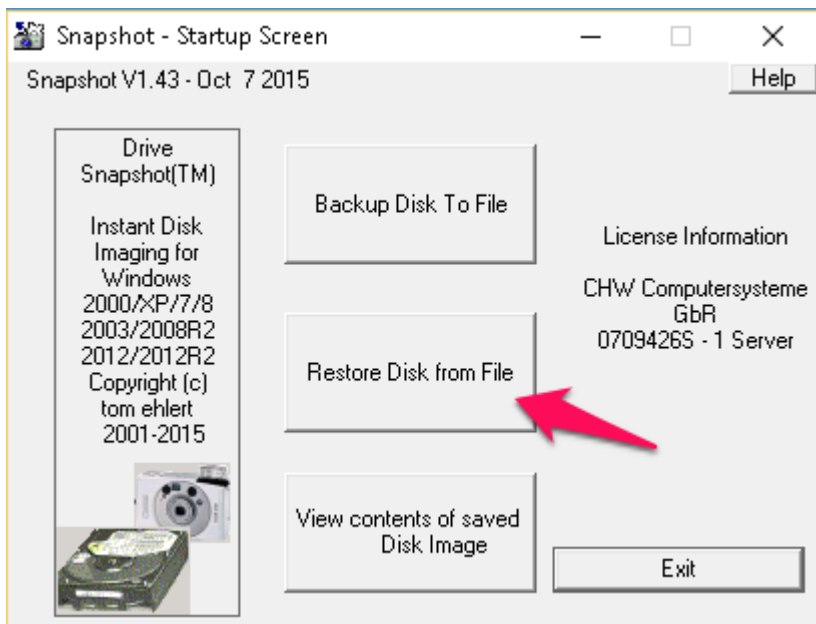 Snapshot - Startup Screen
Snapshot V1.43 - Oct 7 2015
Help
Drive
Snapshot(TM)
Instant Disk
Imaging for
Windows
2000/XP/7/8
2003/2008R2
2012/2012R2
Copyright (c)
tom ehlert
2001-2015
Backup Disk To File
Restore Disk from File
View contents of saved
Disk Image
License Information
CHW Computersysteme
GbR
0709426S - 1 Server
Exit